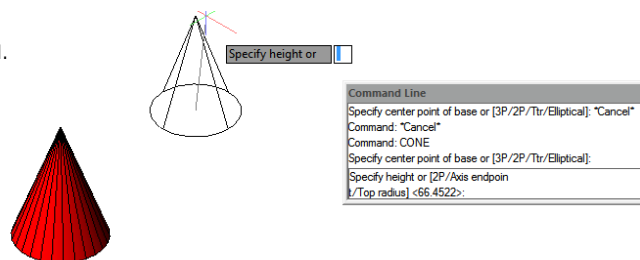 Specify height or
Command Line
Specify center point of base or [3P/2P/Ttr/Elliptical]: *Cancel*
Command: *Cancel*
Command: CONE
Specify center point of base or [3P/2P/Ttr/Elliptical]:
Specify height or [2P/Axis endpoin
t/Top radius] <66.4522>: